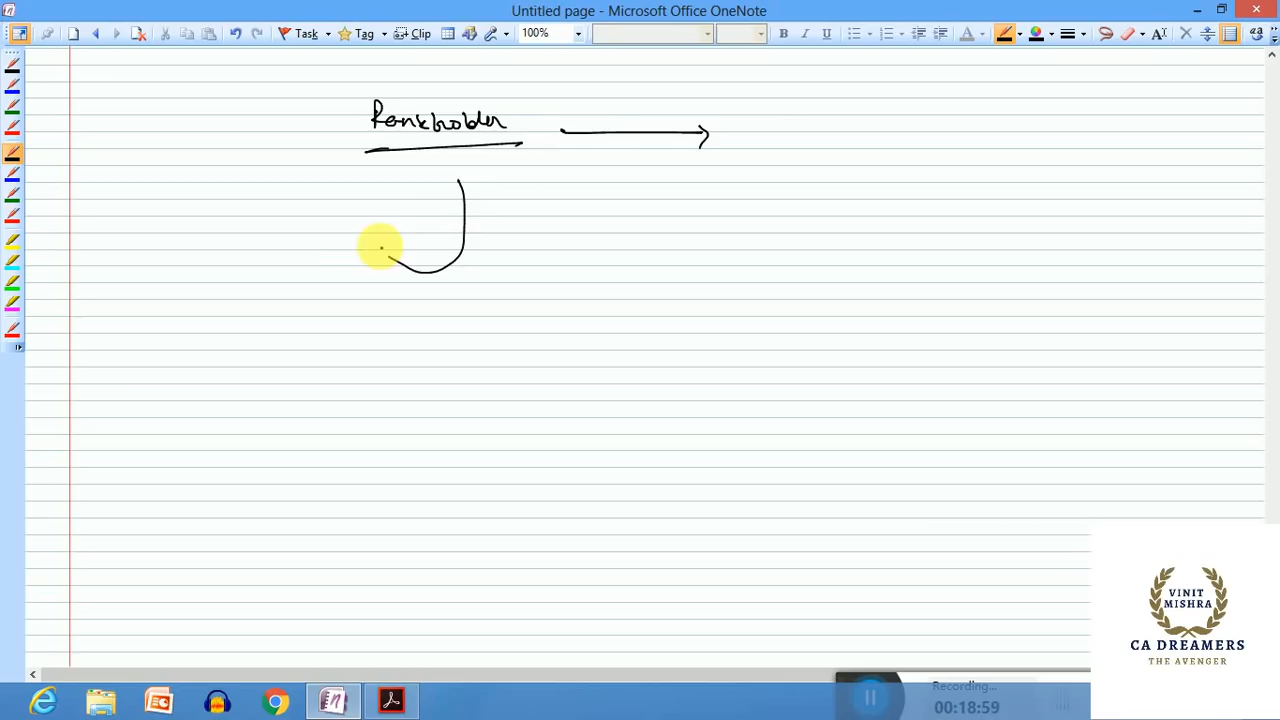 Untitled page - Microsoft Office OneNote
Task Tag Clip 100% B I U
Rankholder
VINIT
MISHRA
CA DREAMERS
THE AVENGER
Recording...
00:18:59